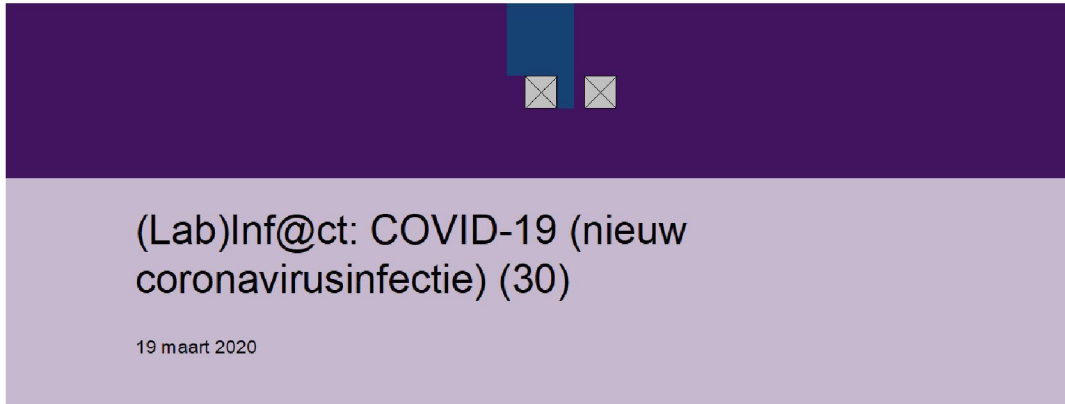 (Lab)Inf@ct: COVID-19 (nieuw
coronavirusinfectie) (30)
19 maart 2020